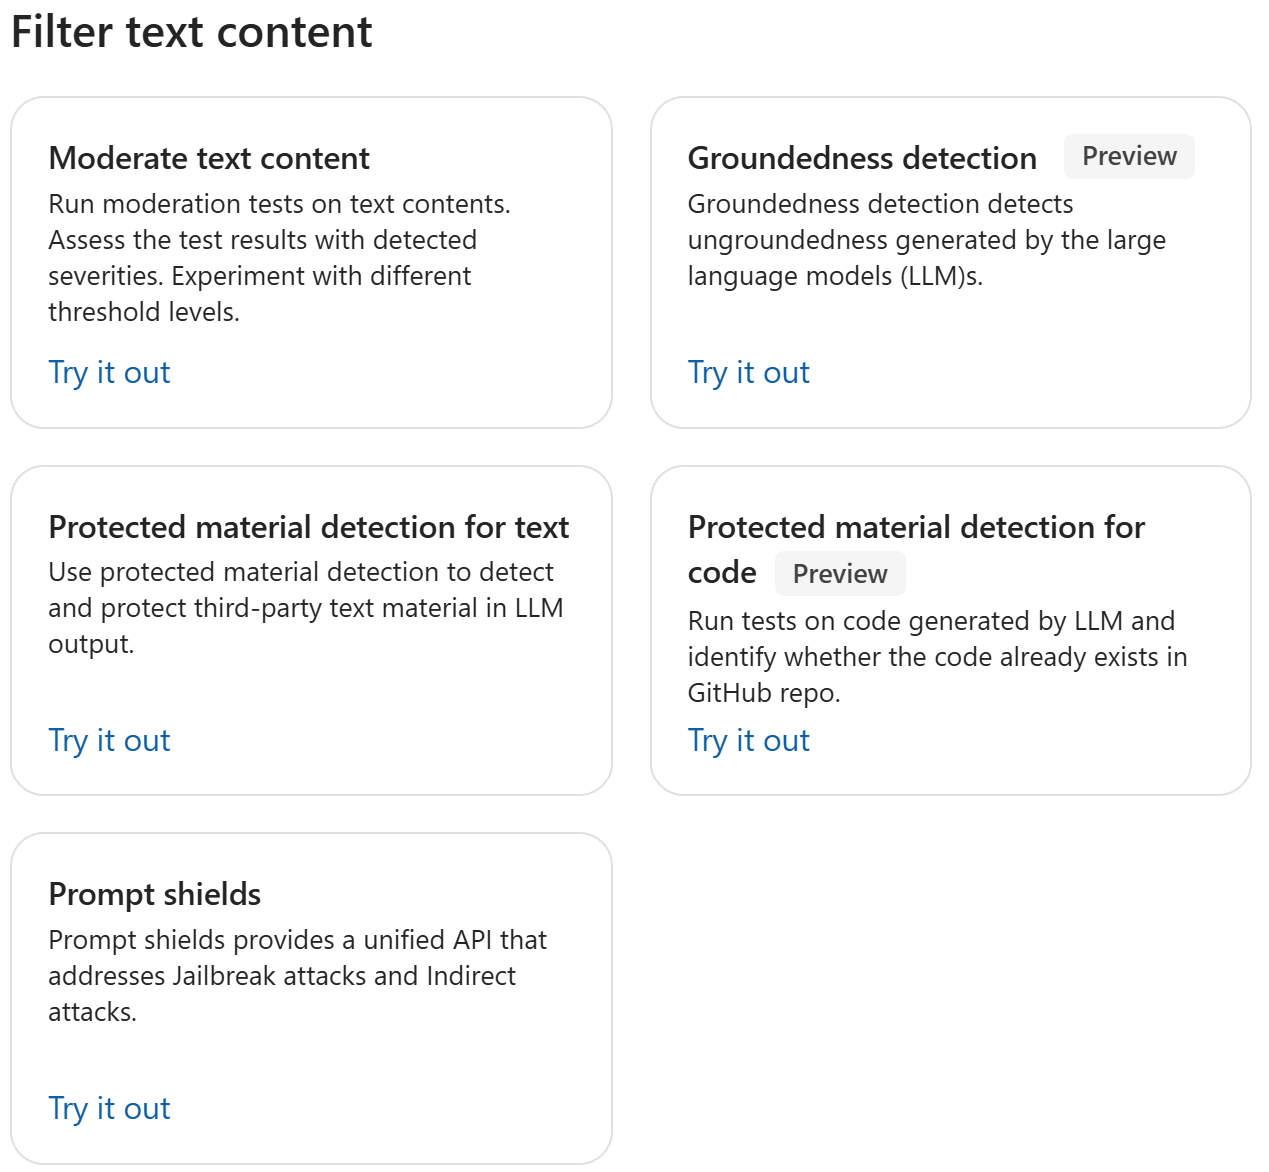 Filter text content
Moderate text content
Run moderation tests on text contents.
Assess the test results with detected
severities. Experiment with different
threshold levels.
Try it out
Groundedness detection Preview
Groundedness detection detects
ungroundedness generated by the large
language models (LLM)s.
Try it out
Protected material detection for text
Use protected material detection to detect
and protect third-party text material in LLM
output.
Try it out
Protected material detection for
code Preview
Run tests on code generated by LLM and
identify whether the code already exists in
GitHub repo.
Try it out
Prompt shields
Prompt shields provides a unified API that
addresses Jailbreak attacks and Indirect
attacks.
Try it out